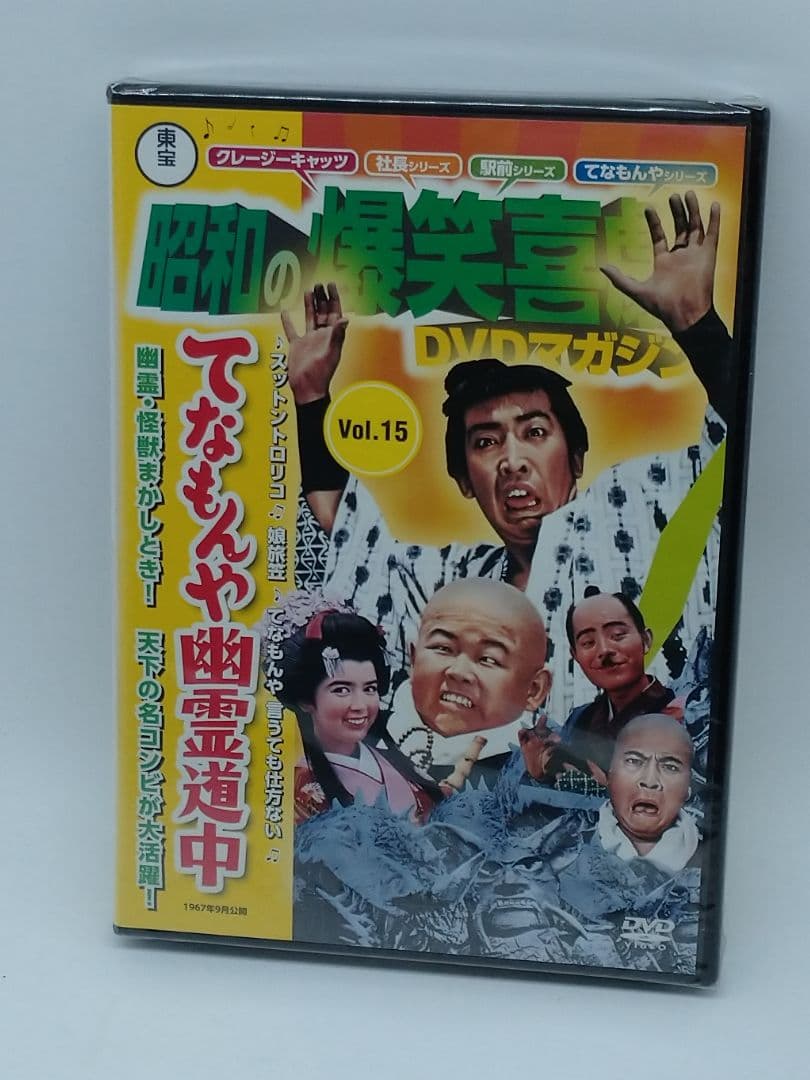 東宝
クレージーキャッツ
社長シリーズ
駅前シリーズ
てなもんやシリーズ
昭和の爆笑喜劇
DVDマガジン
Vol.15
♪スットントロリコ♪ 娘旅笠 ♪てなもんや 言うても仕方ない♫
てなもんや幽霊道中
幽霊・怪獣まかしとき! 天下の名コンビが大活躍!
1967年9月公開
DVD
VIDEO